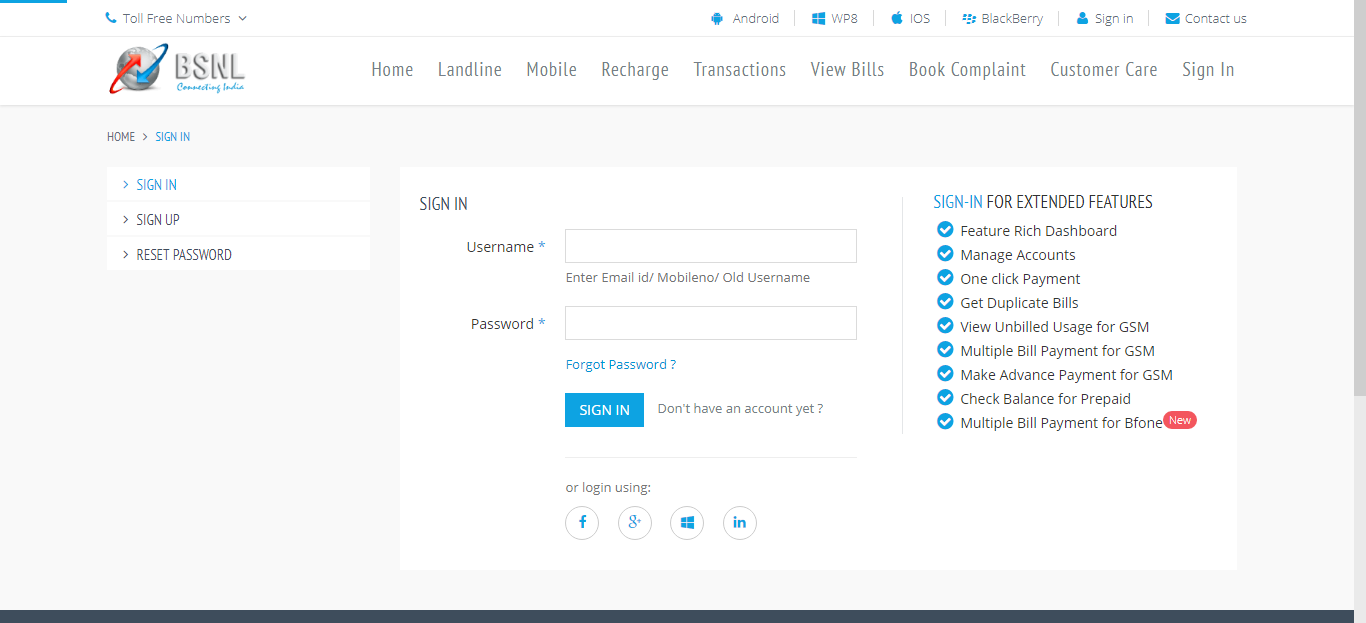 Toll Free Numbers
Android
WP8
IOS
BlackBerry
Sign in
Contact us
BSNL
Connecting India
Home
Landline
Mobile
Recharge
Transactions
View Bills
Book Complaint
Customer Care
Sign In
HOME > SIGN IN
> SIGN IN
> SIGN UP
> RESET PASSWORD
SIGN IN
Username *
Enter Email id/ Mobileno/ Old Username
Password *
Forgot Password ?
SIGN IN
Don't have an account yet ?
or login using:
f
g+
in
SIGN-IN FOR EXTENDED FEATURES
Feature Rich Dashboard
Manage Accounts
One click Payment
Get Duplicate Bills
View Unbilled Usage for GSM
Multiple Bill Payment for GSM
Make Advance Payment for GSM
Check Balance for Prepaid
Multiple Bill Payment for Bfone New